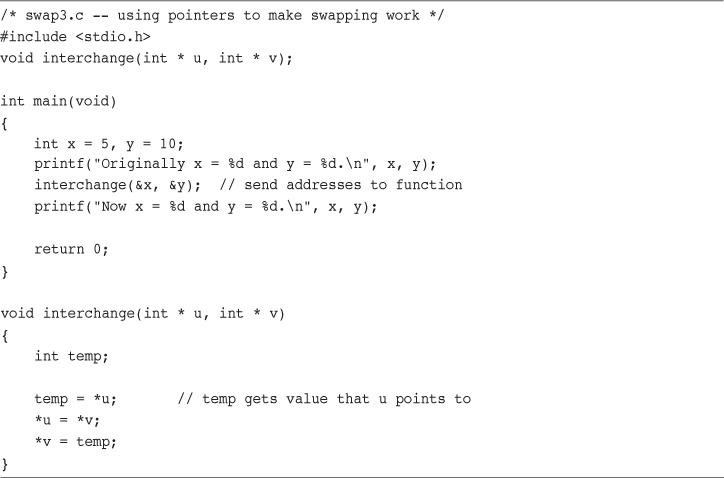 /* swap3.c -- using pointers to make swapping work */
#include <stdio.h>
void interchange(int * u, int * v);

int main(void)
{
    int x = 5, y = 10;
    printf("Originally x = %d and y = %d.\n", x, y);
    interchange(&x, &y);  // send addresses to function
    printf("Now x = %d and y = %d.\n", x, y);

    return 0;
}

void interchange(int * u, int * v)
{
    int temp;

    temp = *u;       // temp gets value that u points to
    *u = *v;
    *v = temp;
}